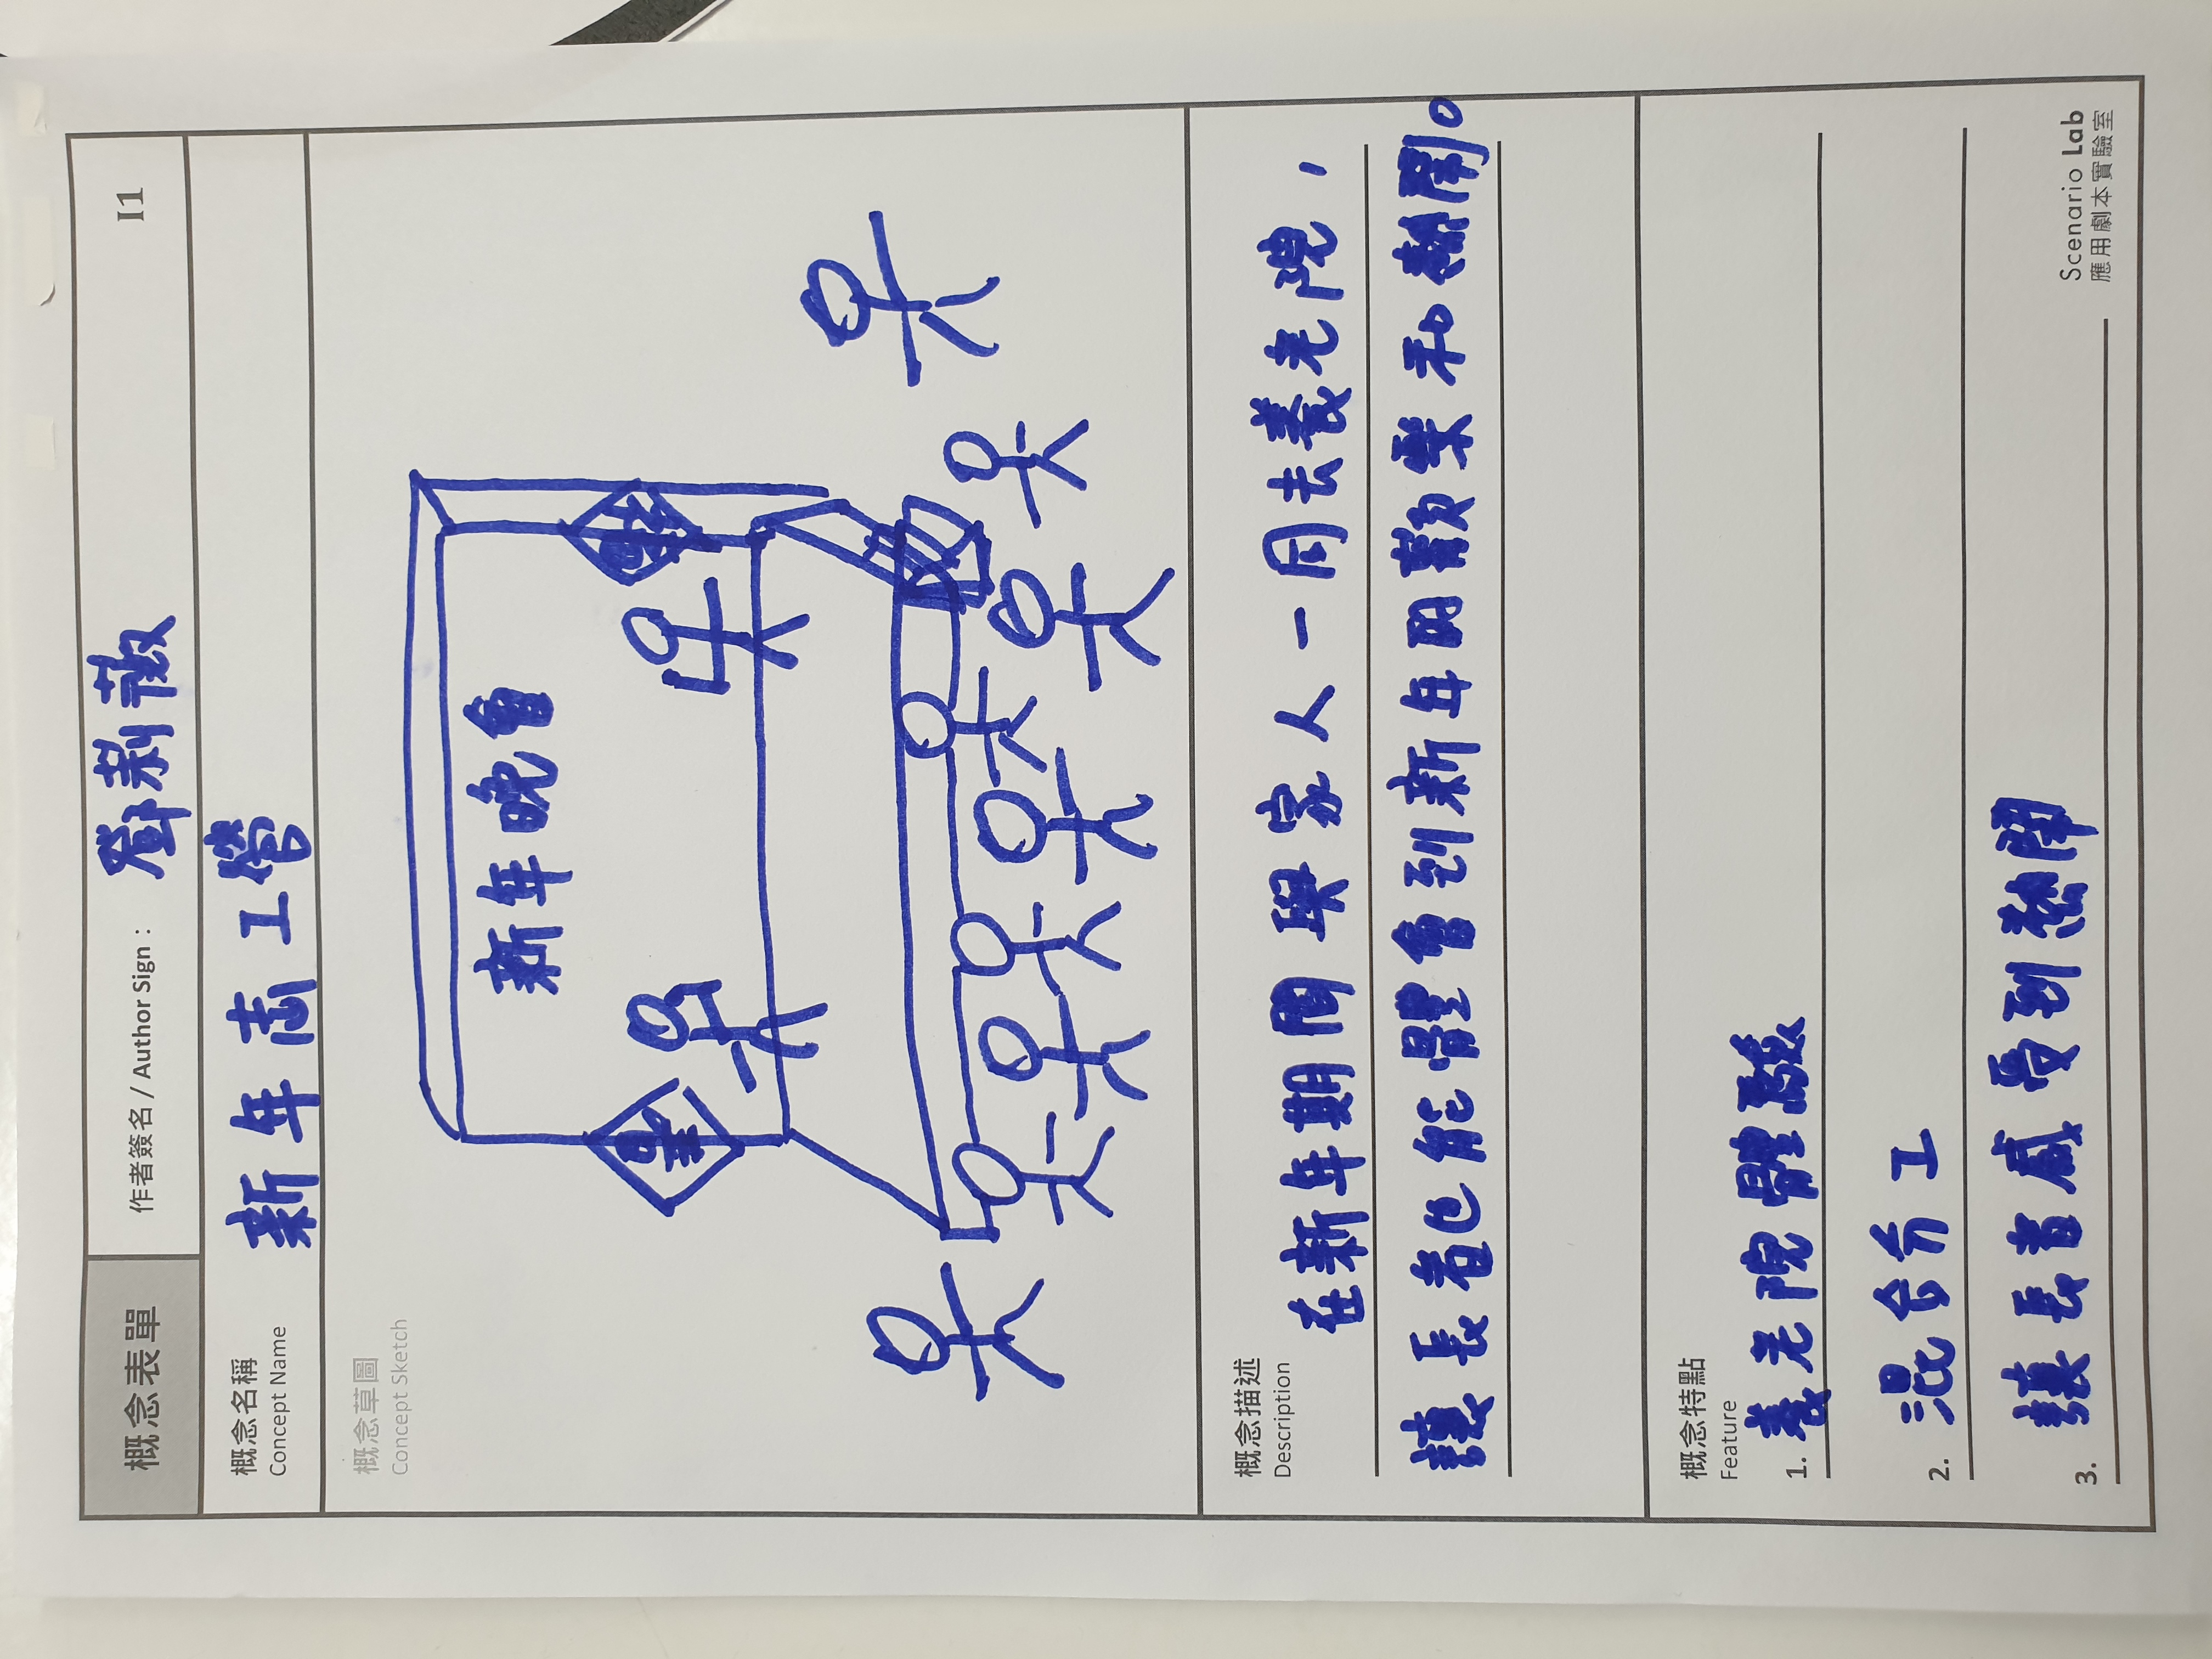 概念表單
作者簽名 / Author Sign : 鄧莉薇
I1
概念名稱
Concept Name
新年志工營
概念草圖
Concept Sketch
新年晚會
概念描述
Description
在新年期間與家人一同去養老院,
讓長者也能體會到新年的歡樂和熱鬧。
概念特點
Feature
1. 養老院體驗
2. 混合分工
3. 讓長者感受到熱鬧
Scenario Lab
應用劇本實驗室